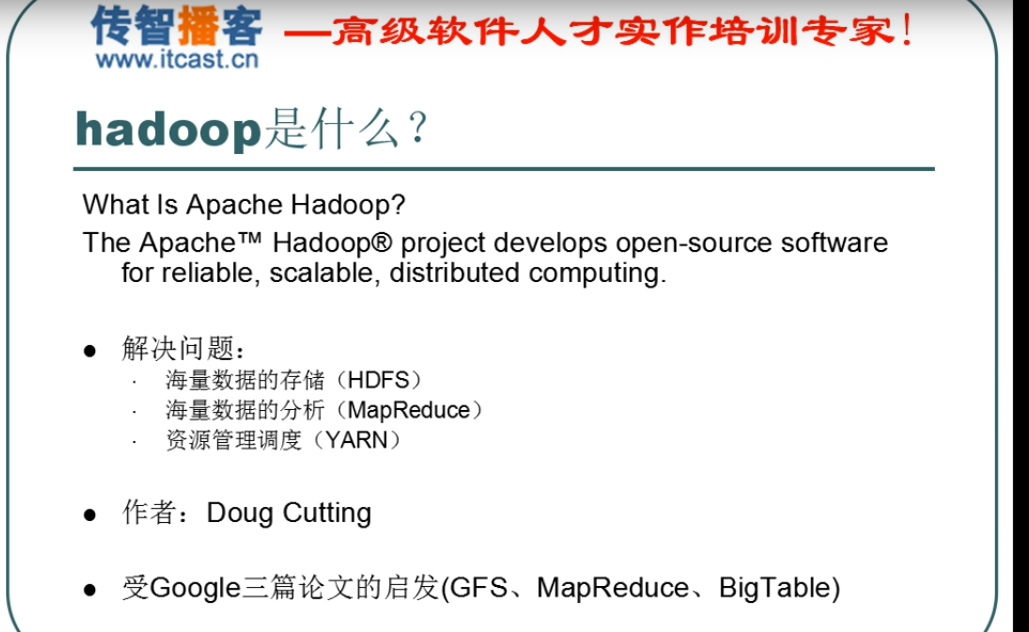 传智播客 —高级软件人才实作培训专家!
www.itcast.cn
hadoop是什么?
What Is Apache Hadoop?
The Apache™ Hadoop® project develops open-source software
for reliable, scalable, distributed computing.
● 解决问题:
· 海量数据的存储（HDFS）
· 海量数据的分析（MapReduce）
· 资源管理调度（YARN）
● 作者：Doug Cutting
● 受Google三篇论文的启发(GFS、MapReduce、BigTable)